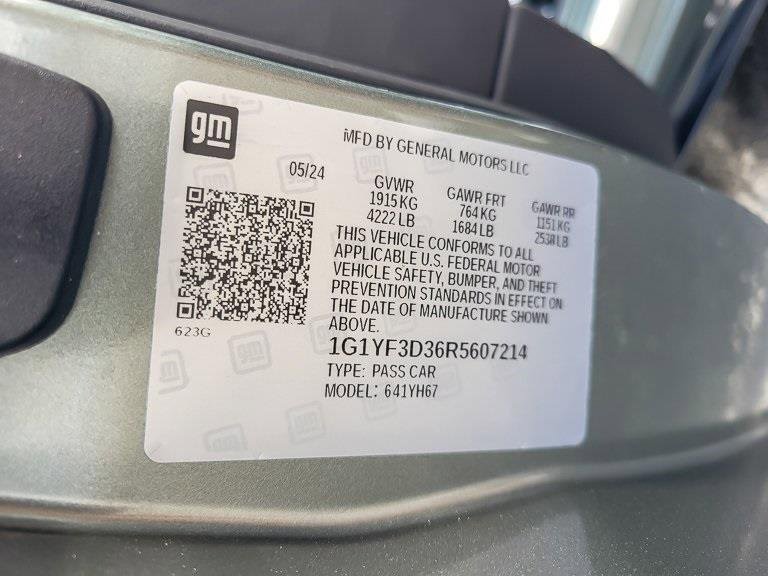 gm
MFD BY GENERAL MOTORS LLC
05/24
GVWR GAWR FRT GAWR RR
1915 KG 764 KG 1151 KG
4222 LB 1684 LB 2538 LB
THIS VEHICLE CONFORMS TO ALL
APPLICABLE U.S. FEDERAL MOTOR
VEHICLE SAFETY, BUMPER, AND THEFT
PREVENTION STANDARDS IN EFFECT ON
THE DATE OF MANUFACTURE SHOWN
ABOVE.
623G
1G1YF3D36R5607214
TYPE: PASS CAR
MODEL: 641YH67